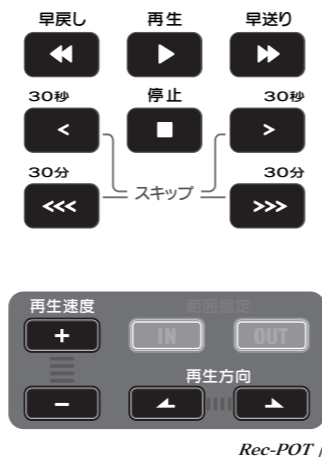 早戻し 再生 早送り
30秒 停止 30秒
< >
30分 スキップ 30分
<<< >>>
再生速度 範囲指定
+ IN OUT
再生方向
−
Rec-POT